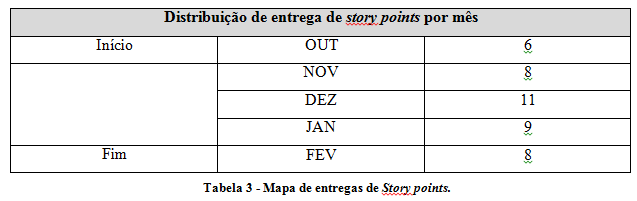 Distribuição de entrega de story points por mês
Início OUT 6
NOV 8
DEZ 11
JAN 9
Fim FEV 8
Tabela 3 - Mapa de entregas de Story points.